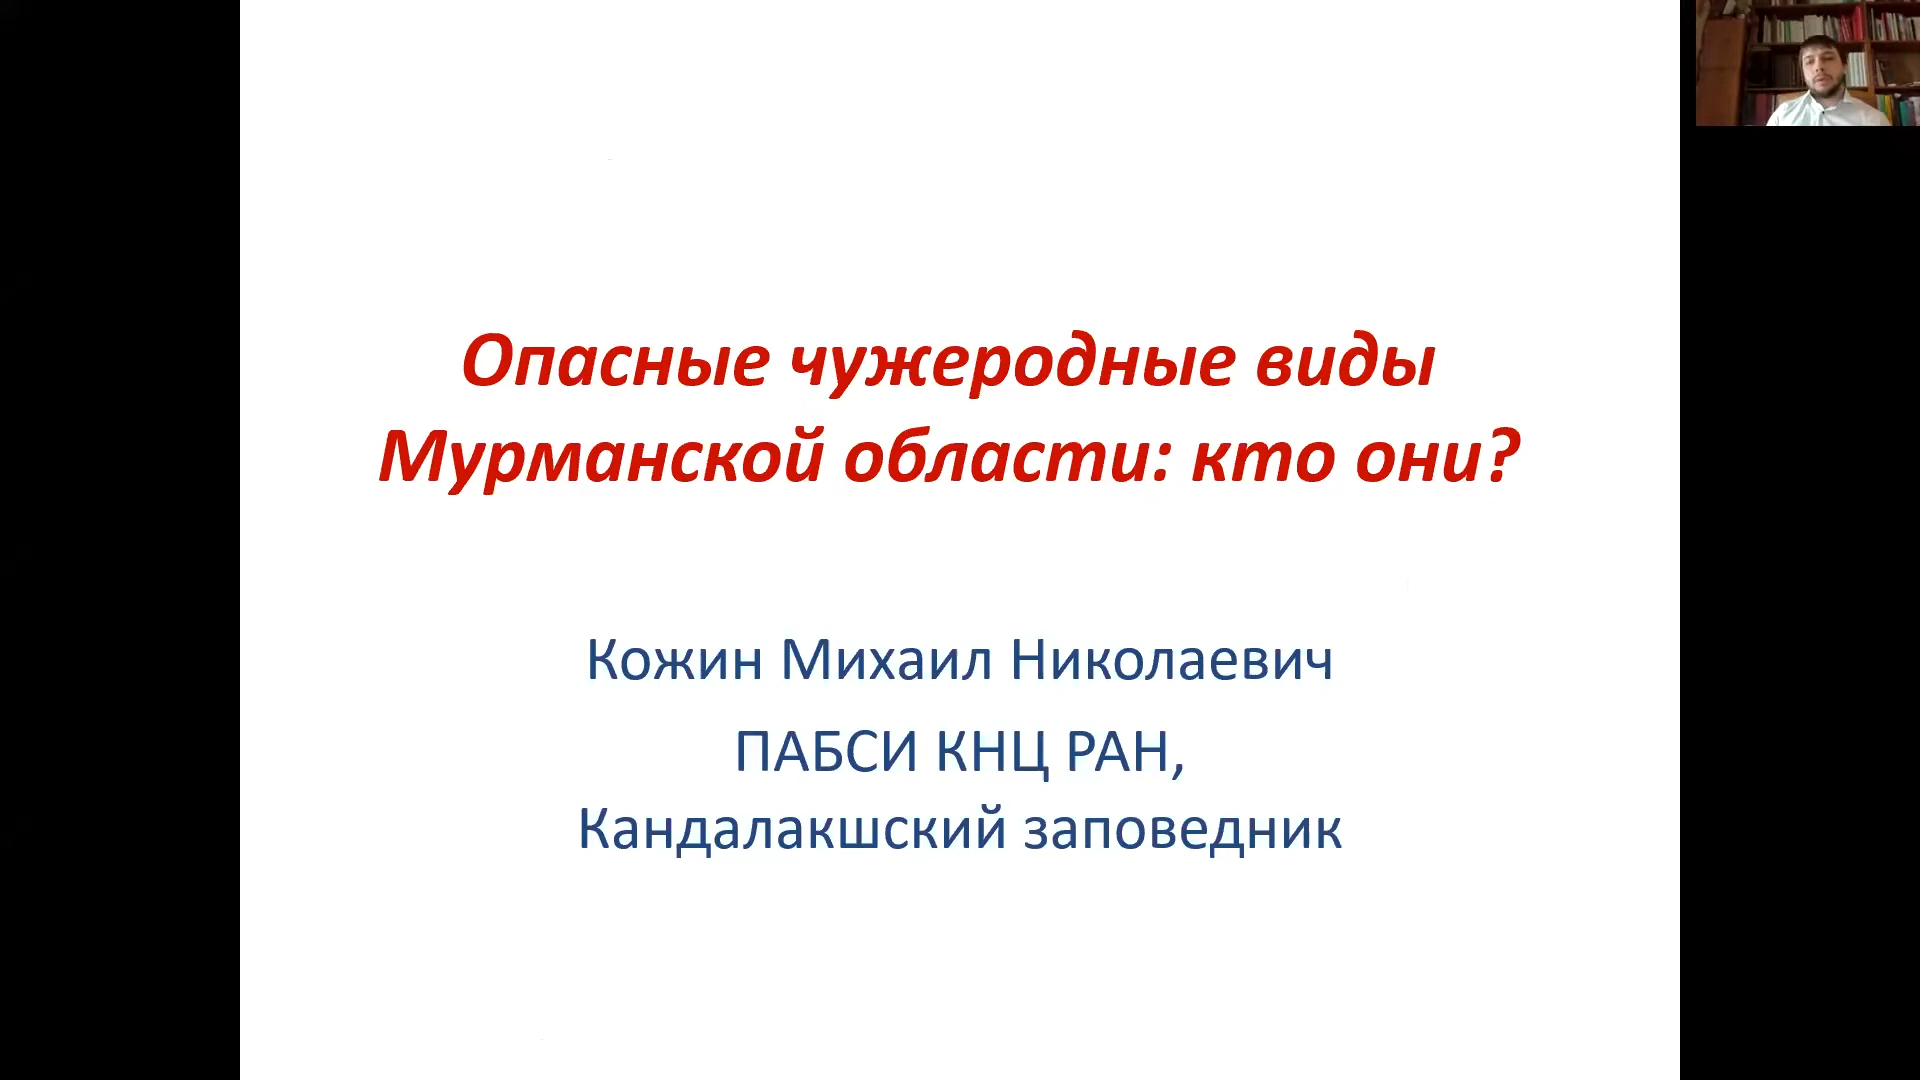 Опасные чужеродные виды
Мурманской области: кто они?
Кожин Михаил Николаевич
ПАБСИ КНЦ РАН,
Кандалакшский заповедник